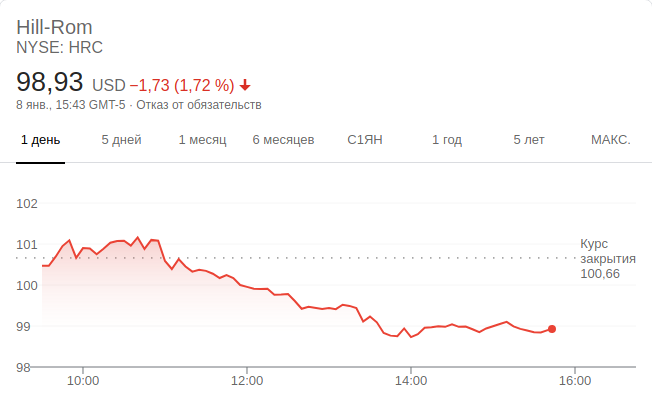 Hill-Rom
NYSE: HRC
98,93 USD −1,73 (1,72 %)
8 янв., 15:43 GMT-5 · Отказ от обязательств
1 день 5 дней 1 месяц 6 месяцев С1ЯН 1 год 5 лет МАКС.
102
101
Курс
закрытия
100,66
100
99
98
10:00 12:00 14:00 16:00